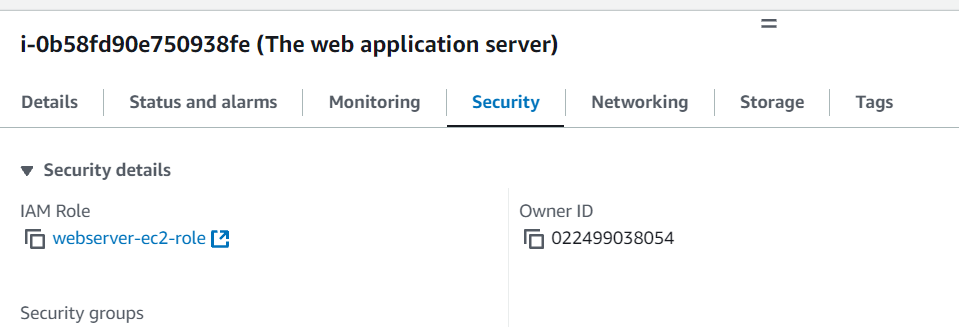 i-0b58fd90e750938fe (The web application server)
Details Status and alarms Monitoring Security Networking Storage Tags
Security details
IAM Role
webserver-ec2-role
Owner ID
022499038054
Security groups